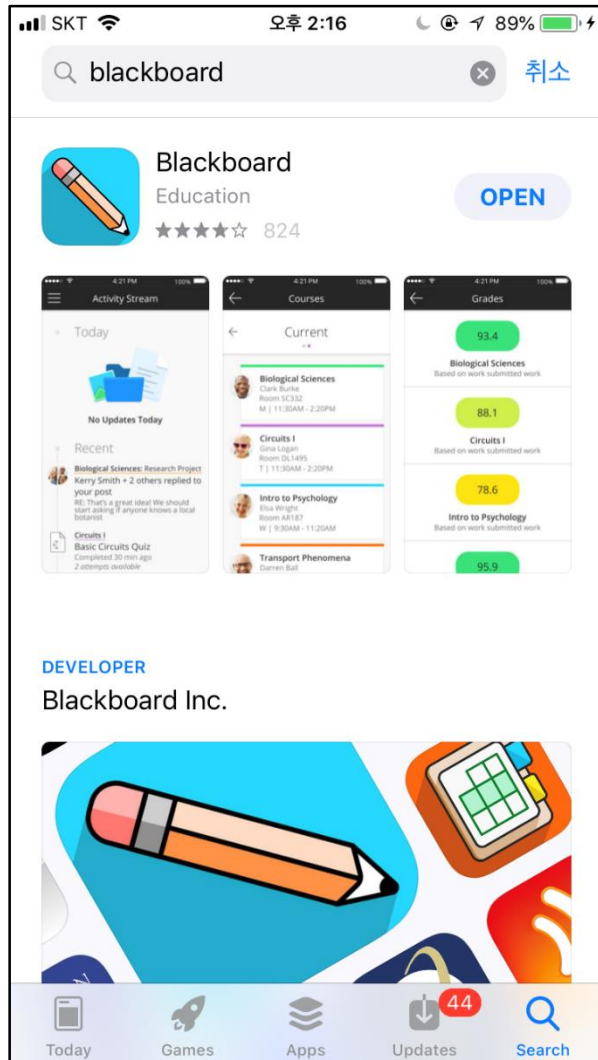 SKT 오후 2:16 89%
blackboard 취소
Blackboard
Education
OPEN
824
4:21 PM 100%
Activity Stream
Today
No Updates Today
Recent
Biological Sciences: Research Project
Kerry Smith + 2 others replied to
your post
RE: That's a great idea! We should
start asking if anyone knows a local
botanist
Circuits I
Basic Circuits Quiz
Completed 30 min ago
2 attempts available
4:21 PM 100%
Courses
Current
Biological Sciences
Clark Burke
Room SC332
M | 11:30AM - 2:20PM
Circuits I
Gina Logan
Room DL1495
T | 11:30AM - 2:20PM
Intro to Psychology
Elsa Wright
Room AR187
W | 9:30AM - 11:20AM
Transport Phenomena
Darren Ball
4:21 PM 100%
Grades
93.4
Biological Sciences
Based on work submitted work
88.1
Circuits I
Based on work submitted work
78.6
Intro to Psychology
Based on work submitted work
95.9
DEVELOPER
Blackboard Inc.
44
Today Games Apps Updates Search